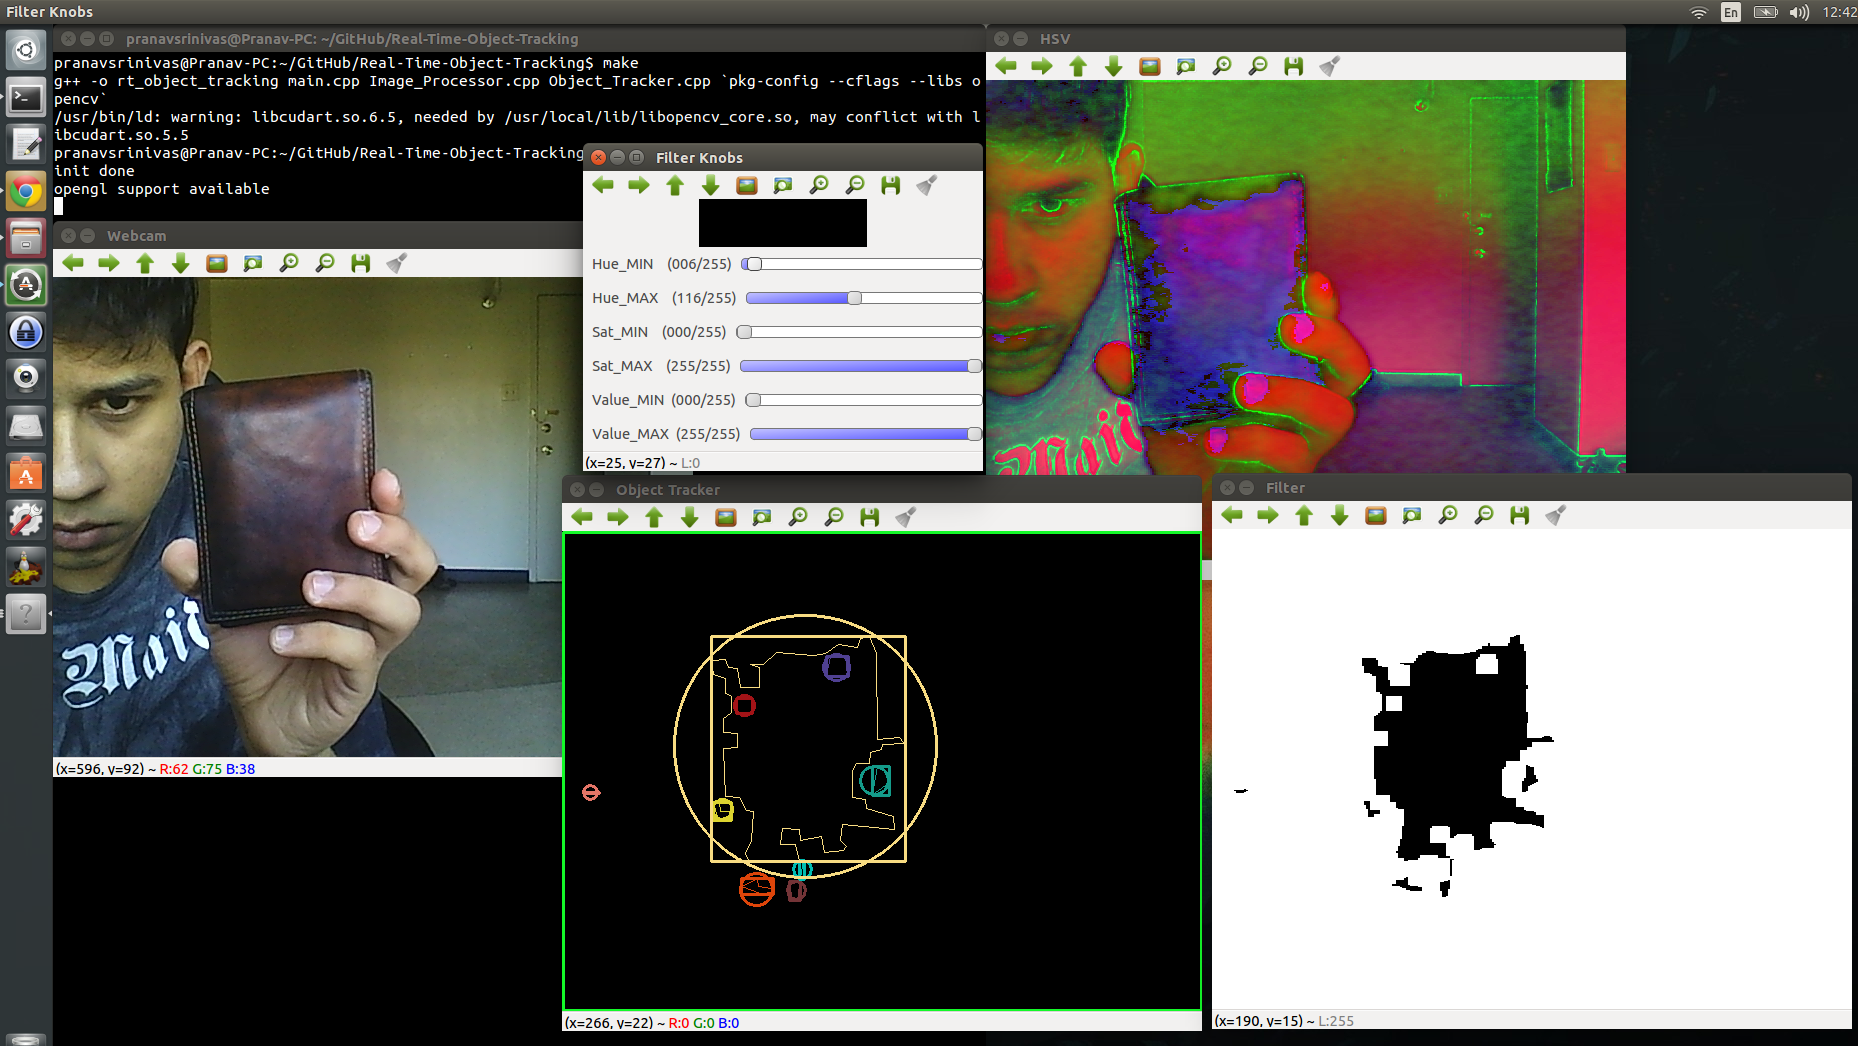 Filter Knobs
En
12:42
pranavsrinivas@Pranav-PC: ~/GitHub/Real-Time-Object-Tracking
pranavsrinivas@Pranav-PC:~/GitHub/Real-Time-Object-Tracking$ make
g++ -o rt_object_tracking main.cpp Image_Processor.cpp Object_Tracker.cpp `pkg-config --cflags --libs o
pencv`
/usr/bin/ld: warning: libcudart.so.6.5, needed by /usr/local/lib/libopencv_core.so, may conflict with l
ibcudart.so.5.5
pranavsrinivas@Pranav-PC:~/GitHub/Real-Time-Object-Tracking
init done
opengl support available
HSV
Filter Knobs
Hue_MIN (006/255)
Hue_MAX (116/255)
Sat_MIN (000/255)
Sat_MAX (255/255)
Value_MIN (000/255)
Value_MAX (255/255)
(x=25, y=27) ~ L:0
Webcam
Maii
(x=596, y=92) ~ R:62 G:75 B:38
Object Tracker
(x=266, y=22) ~ R:0 G:0 B:0
Filter
(x=190, y=15) ~ L:255